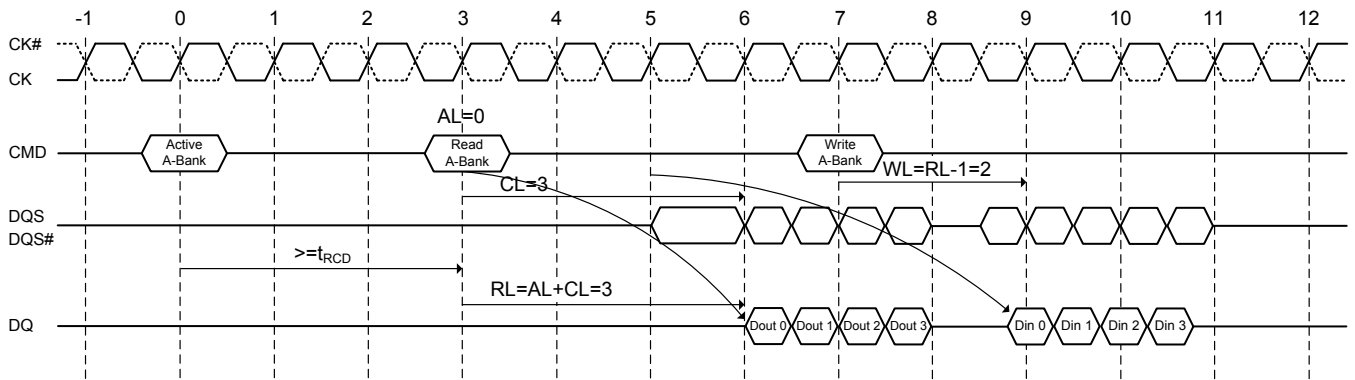 -1 0 1 2 3 4 5 6 7 8 9 10 11 12
CK#
CK
AL=0
CMD
Active
A-Bank
Read
A-Bank
Write
A-Bank
WL=RL-1=2
CL=3
DQS
DQS#
>=tRCD
RL=AL+CL=3
DQ
Dout 0 Dout 1 Dout 2 Dout 3
Din 0 Din 1 Din 2 Din 3